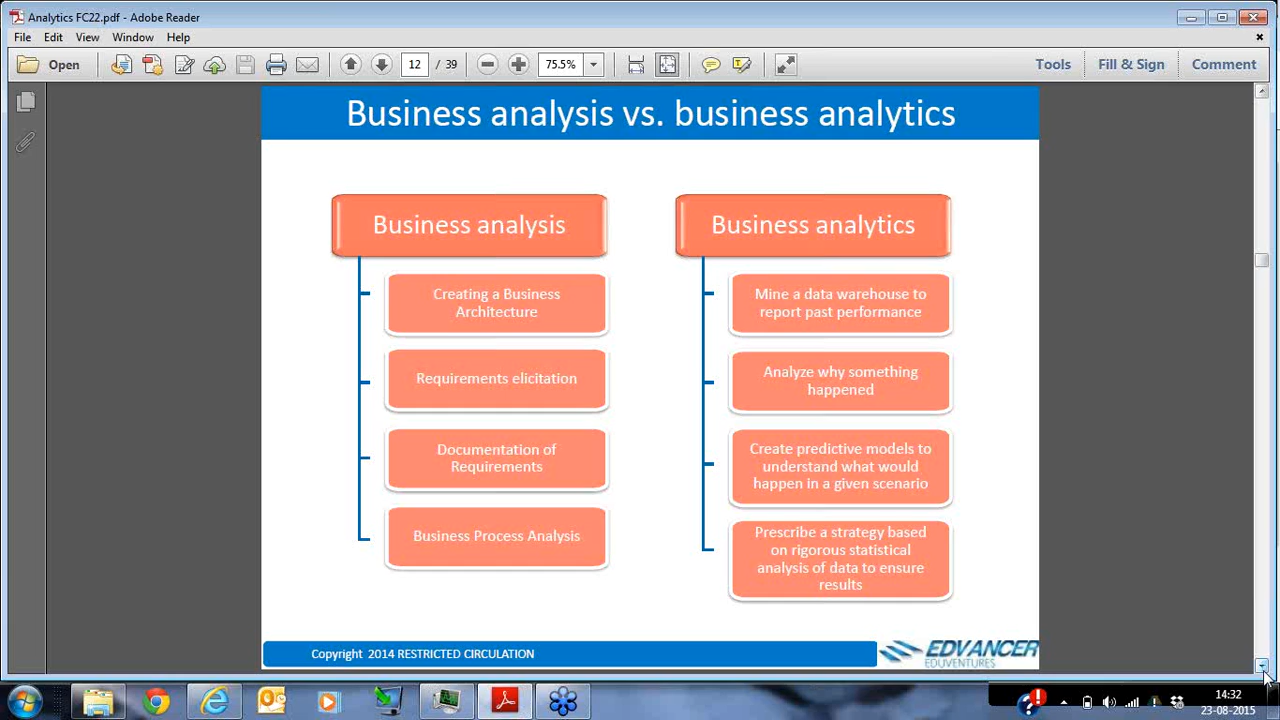 Analytics FC22.pdf - Adobe Reader
File Edit View Window Help
Open 12 / 39 75.5% Tools Fill & Sign Comment
Business analysis vs. business analytics
Business analysis
Creating a Business
Architecture
Requirements elicitation
Documentation of
Requirements
Business Process Analysis
Business analytics
Mine a data warehouse to
report past performance
Analyze why something
happened
Create predictive models to
understand what would
happen in a given scenario
Prescribe a strategy based
on rigorous statistical
analysis of data to ensure
results
Copyright 2014 RESTRICTED CIRCULATION
EDVANCER
EDUVENTURES
14:32
23-08-2015